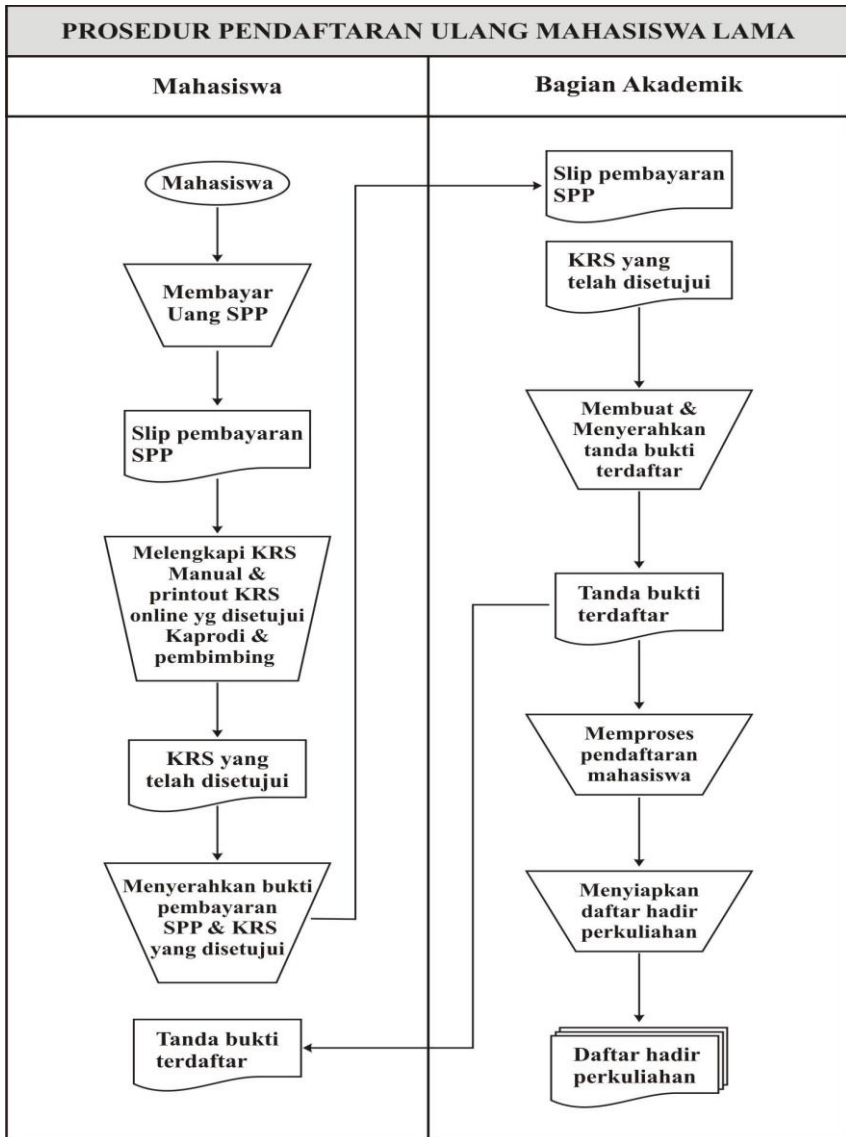 PROSEDUR PENDAFTARAN ULANG MAHASISWA LAMA
Mahasiswa
Mahasiswa
Membayar
Uang SPP
Slip pembayaran
SPP
Melengkapi KRS
Manual &
printout KRS
online yg disetujui
Kaprodi &
pembimbing
KRS yang
telah disetujui
Menyerahkan bukti
pembayaran
SPP & KRS
yang disetujui
Tanda bukti
terdaftar
Bagian Akademik
Slip pembayaran
SPP
KRS yang
telah disetujui
Membuat &
Menyerahkan
tanda bukti
terdaftar
Tanda bukti
terdaftar
Memproses
pendaftaran
mahasiswa
Menyiapkan
daftar hadir
perkuliahan
Daftar hadir
perkuliahan